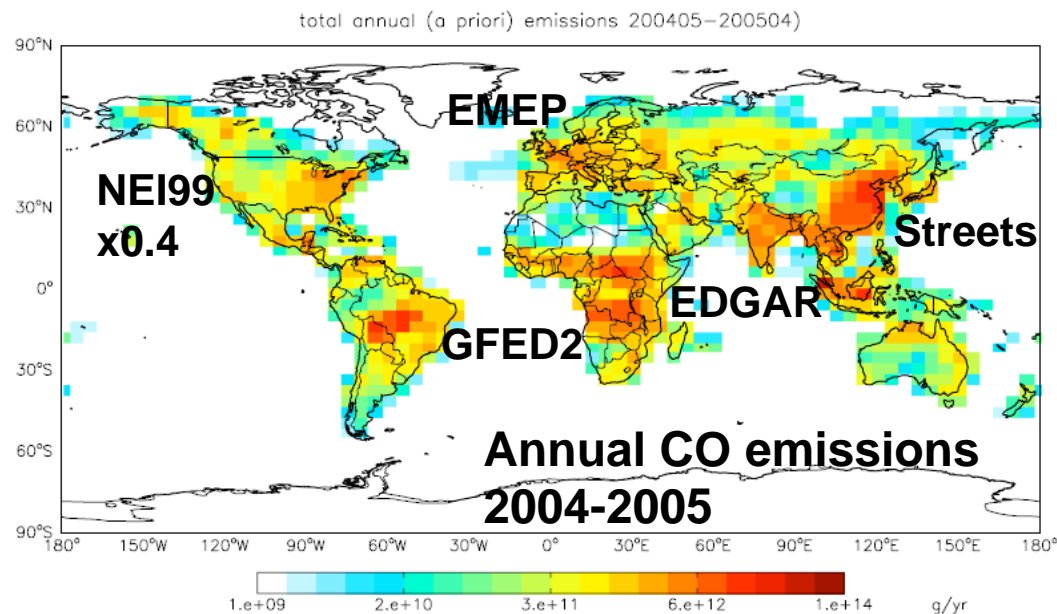 total annual (a priori) emissions 200405-200504)
90°N
60°N
30°N
0°
30°S
60°S
90°S
EMEP
NEI99
x0.4
Streets
EDGAR
GFED2
Annual CO emissions
2004-2005
180° 150°W 120°W 90°W 60°W 30°W 0° 30°E 60°E 90°E 120°E 150°E 180°
1.e+09 2.e+10 3.e+11 6.e+12 1.e+14 g/yr